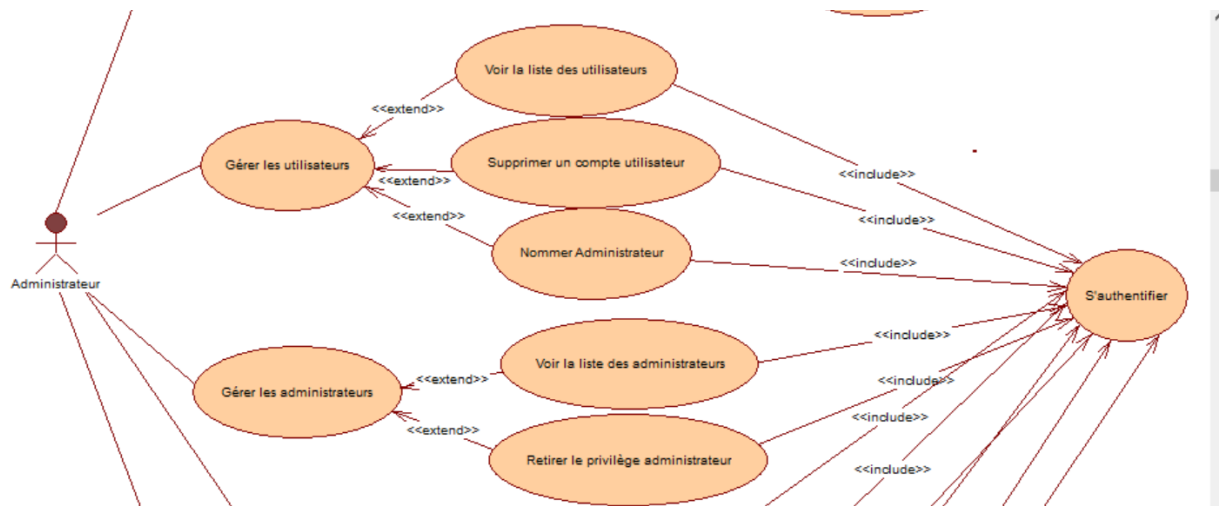 Voir la liste des utilisateurs
<<extend>>
Gérer les utilisateurs
Supprimer un compte utilisateur
<<extend>>
<<include>>
<<extend>>
<<include>>
Nommer Administrateur
<<include>>
Administrateur
S'authentifier
<<include>>
Voir la liste des administrateurs
<<extend>>
<<include>>
Gérer les administrateurs
<<include>>
<<extend>>
Retirer le privilège administrateur
<<include>>